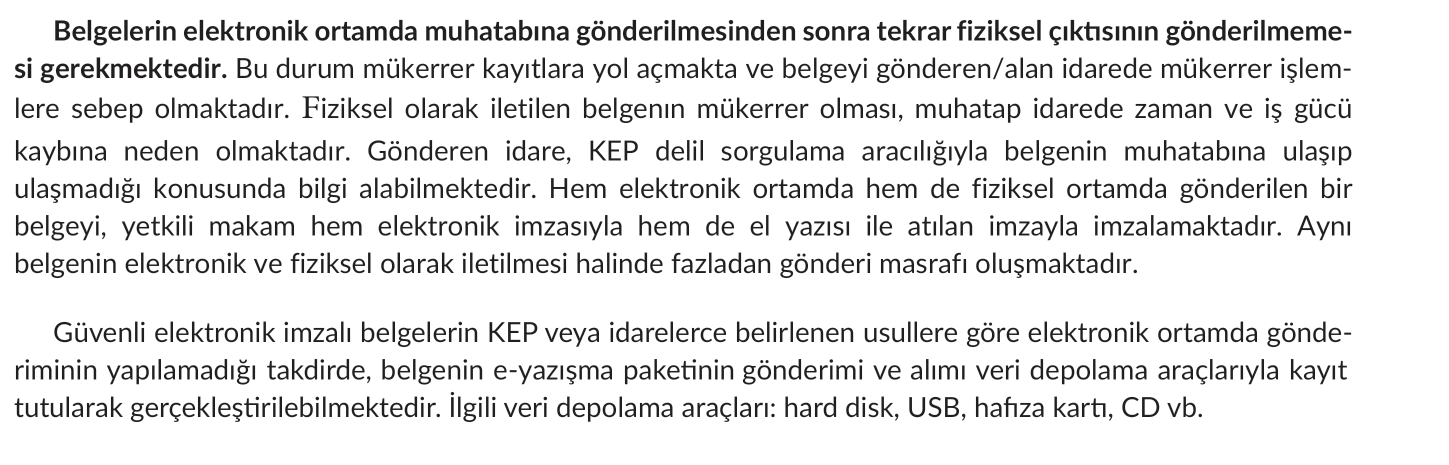 Belgelerin elektronik ortamda muhatabına gönderilmesinden sonra tekrar fiziksel çıktısının gönderilmeme-
si gerekmektedir. Bu durum mükerrer kayıtlara yol açmakta ve belgeyi gönderen/alan idarede mükerrer işlem-
lere sebep olmaktadır. Fiziksel olarak iletilen belgenın mükerrer olması, muhatap idarede zaman ve iş gücü
kaybına neden olmaktadır. Gönderen idare, KEP delil sorgulama aracılığıyla belgenin muhatabına ulaşıp
ulaşmadığı konusunda bilgi alabilmektedir. Hem elektronik ortamda hem de fiziksel ortamda gönderilen bir
belgeyi, yetkili makam hem elektronik imzasıyla hem de el yazısı ile atılan imzayla imzalamaktadır. Aynı
belgenin elektronik ve fiziksel olarak iletilmesi halinde fazladan gönderi masrafı oluşmaktadır.
Güvenli elektronik imzalı belgelerin KEP veya idarelerce belirlenen usullere göre elektronik ortamda gönde-
riminin yapılamadığı takdirde, belgenin e-yazışma paketinin gönderimi ve alımı veri depolama araçlarıyla kayıt
tutularak gerçekleştirilebilmektedir. İlgili veri depolama araçları: hard disk, USB, hafıza kartı, CD vb.